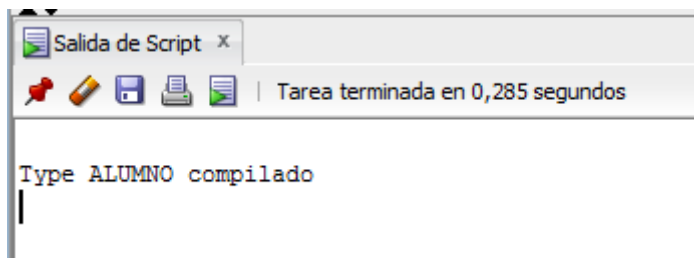 Salida de Script x
Tarea terminada en 0,285 segundos
Type ALUMNO compilado